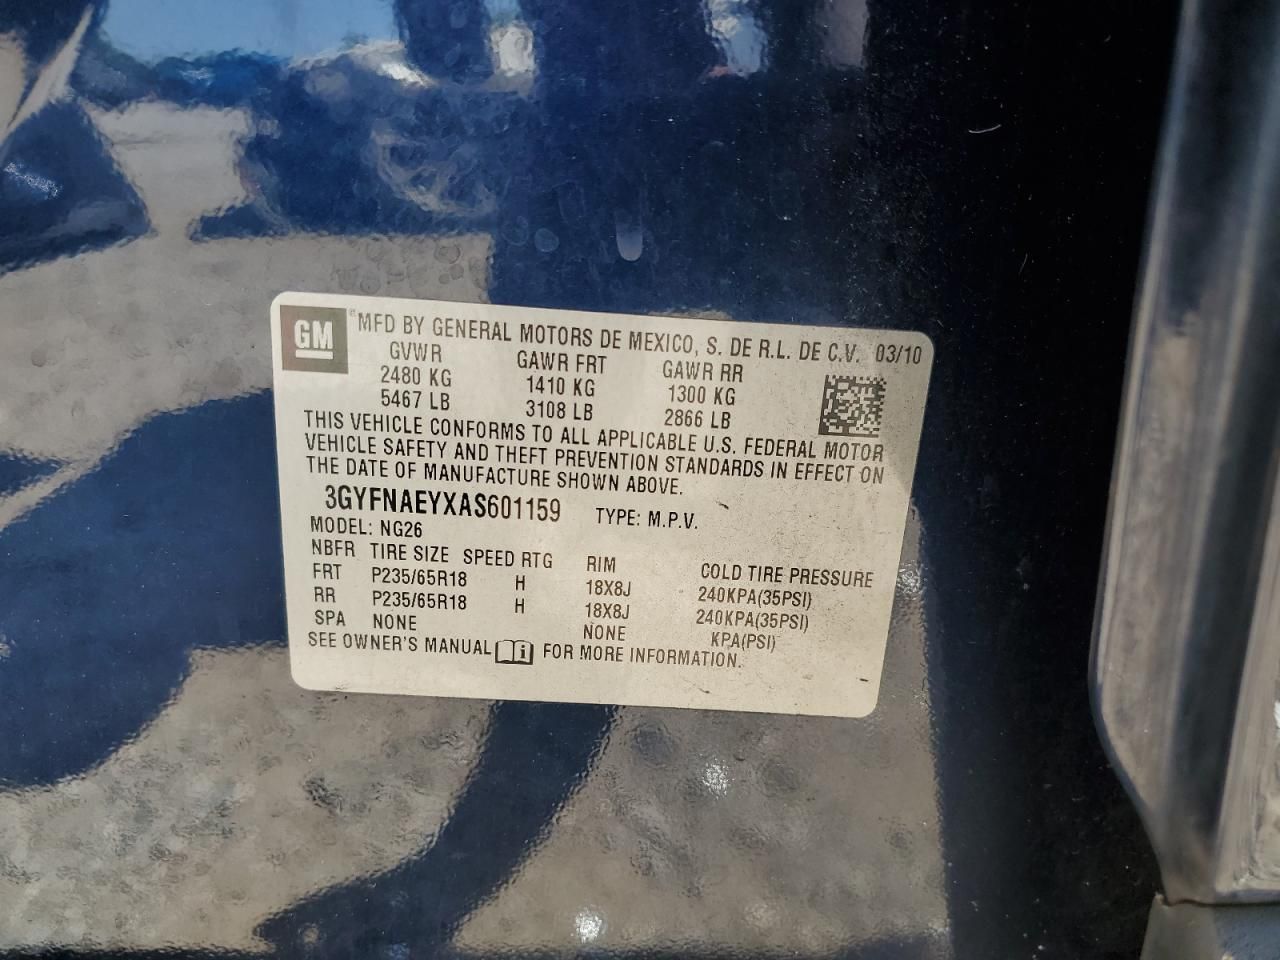 GM ® MFD BY GENERAL MOTORS DE MEXICO, S. DE R.L. DE C.V. 03/10
GVWR GAWR FRT GAWR RR
2480 KG 1410 KG 1300 KG
5467 LB 3108 LB 2866 LB
THIS VEHICLE CONFORMS TO ALL APPLICABLE U.S. FEDERAL MOTOR
VEHICLE SAFETY AND THEFT PREVENTION STANDARDS IN EFFECT ON
THE DATE OF MANUFACTURE SHOWN ABOVE.
3GYFNAEYXAS601159 TYPE: M.P.V.
MODEL: NG26
NBFR TIRE SIZE SPEED RTG RIM COLD TIRE PRESSURE
FRT P235/65R18 H 18X8J 240KPA(35PSI)
RR P235/65R18 H 18X8J 240KPA(35PSI)
SPA NONE NONE KPA(PSI)
SEE OWNER'S MANUAL i FOR MORE INFORMATION.